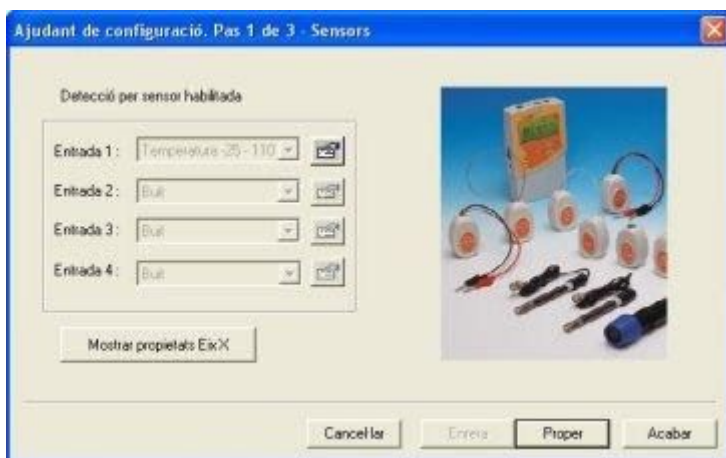 Ajudant de configuració. Pas 1 de 3 - Sensors
Detecció per sensor habilitada
Entrada 1 : Temperatura -25 - 110
Entrada 2 : Buit
Entrada 3 : Buit
Entrada 4 : Buit
Mostrar propietats Eix X
Cancel·lar Enrera Proper Acabar